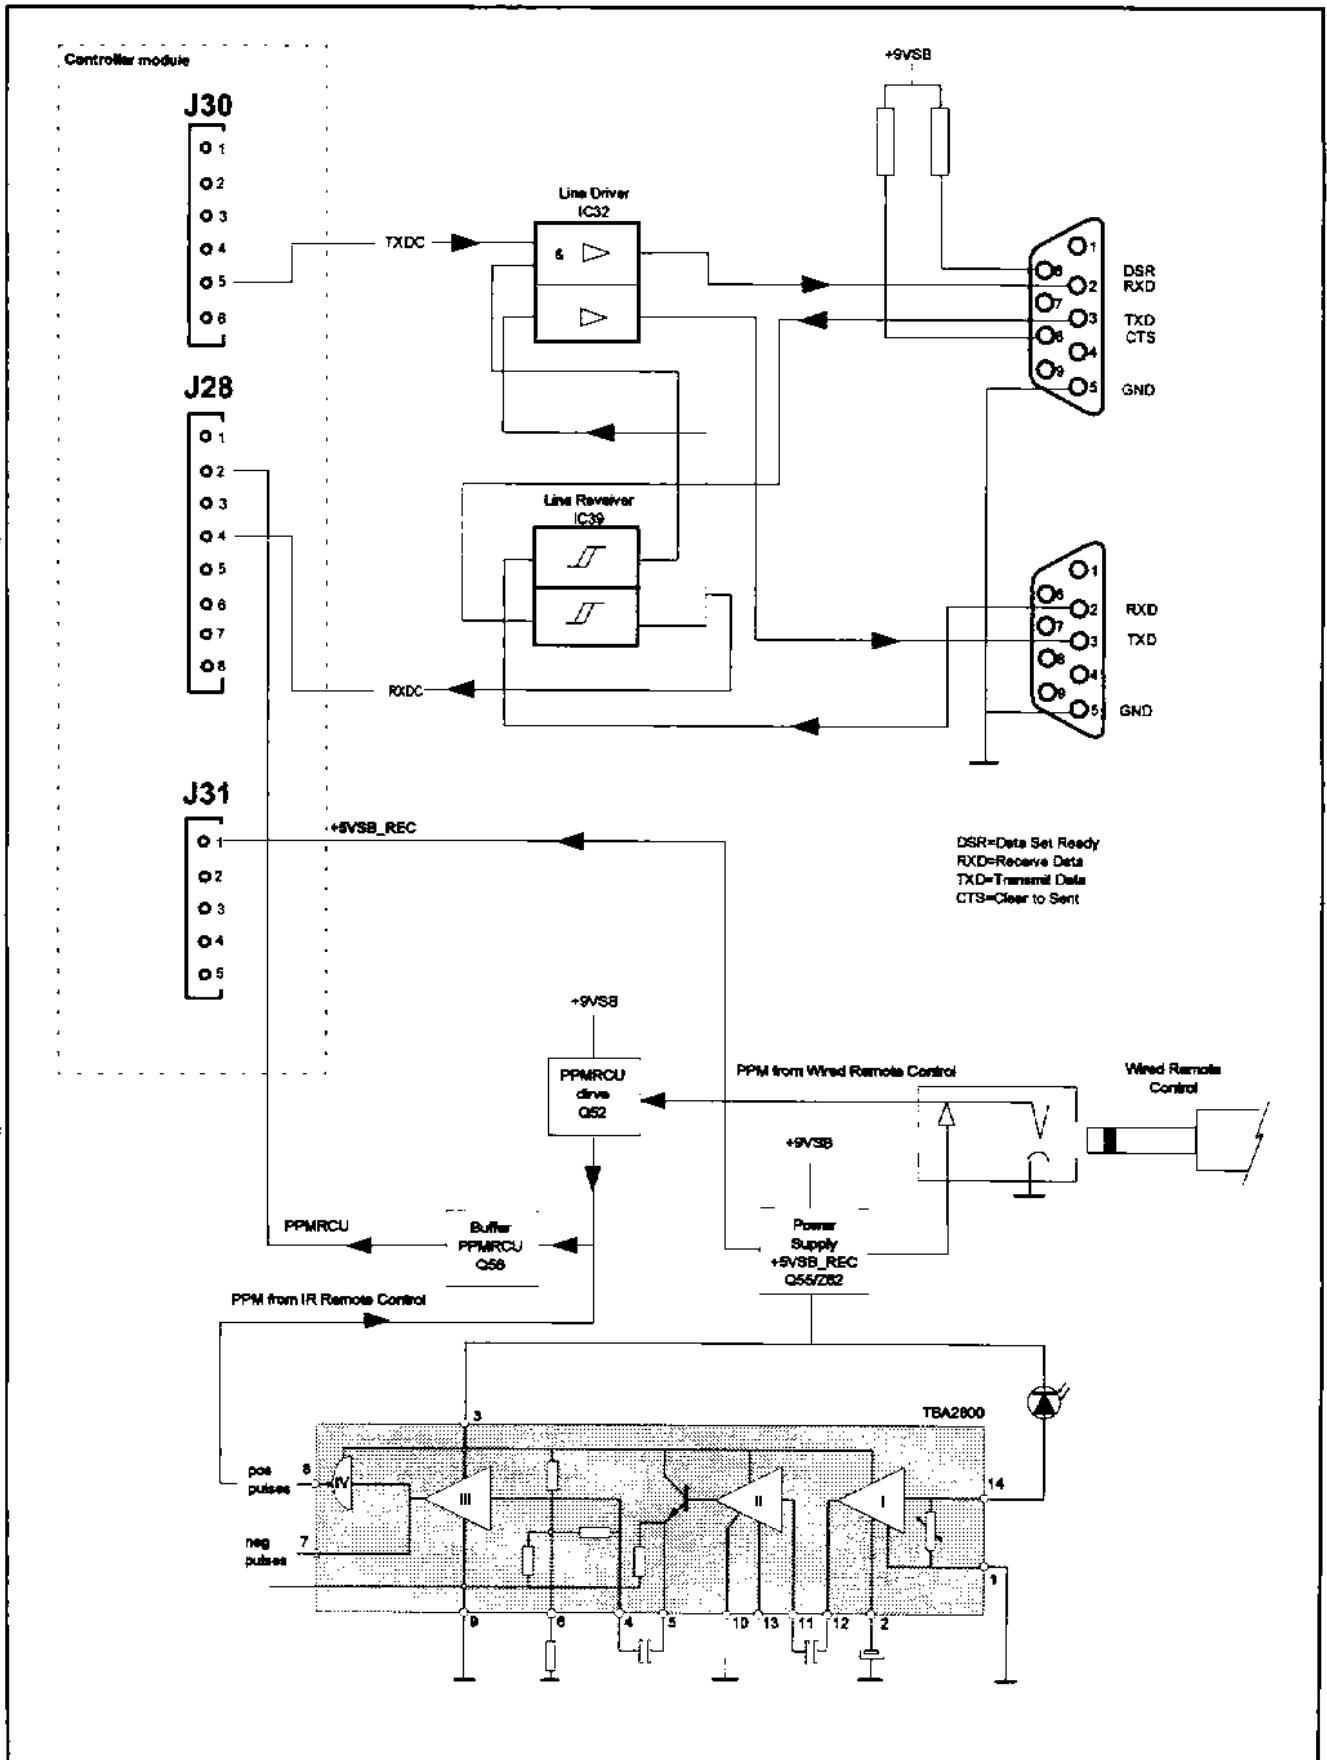 Controller module
+9VSB
J30
1
2
3
4
5
6
Line Driver
IC32
TXDC
&
1
6
DSR
2
RXD
7
3
TXD
8
CTS
4
9
5
GND
J28
1
2
3
4
5
6
7
8
Line Reveiver
IC39
RXDC
1
6
2
RXD
7
3
TXD
8
4
9
5
GND
J31
1
2
3
4
5
+5VSB_REC
DSR=Data Set Ready
RXD=Receive Data
TXD=Transmit Data
CTS=Clear to Sent
+9VSB
PPMRCU
dirve
Q52
PPM from Wired Remote Control
Wired Remote
Control
+9VSB
PPMRCU
Buffer
PPMRCU
Q56
Power
Supply
+5VSB_REC
Q55/Z62
PPM from IR Remote Control
TBA2800
3
8
pos
pulses
IV
III
II
I
14
neg
pulses
7
1
9
6
4
5
10
13
11
12
2